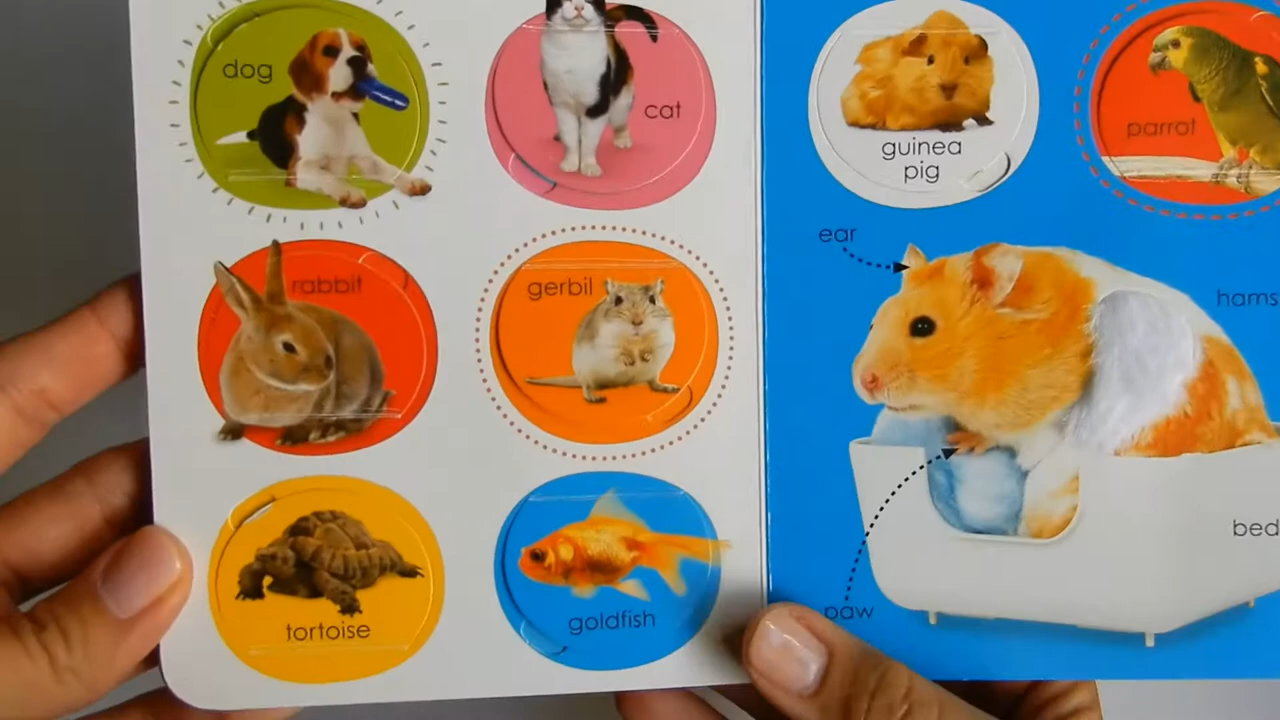 dog
cat
rabbit
gerbil
tortoise
goldfish
guinea
pig
parrot
ear
hams
paw
bed